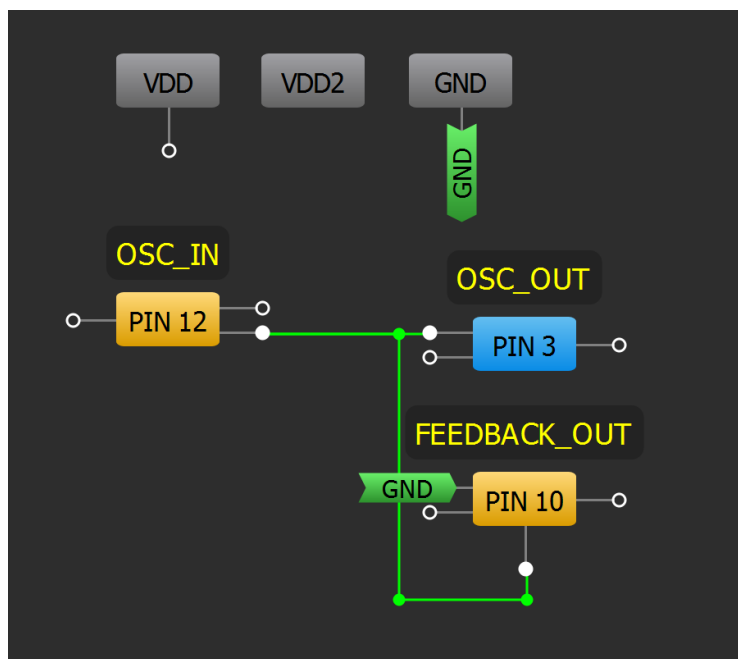 VDD
VDD2
GND
GND
OSC_IN
PIN 12
OSC_OUT
PIN 3
FEEDBACK_OUT
GND
PIN 10